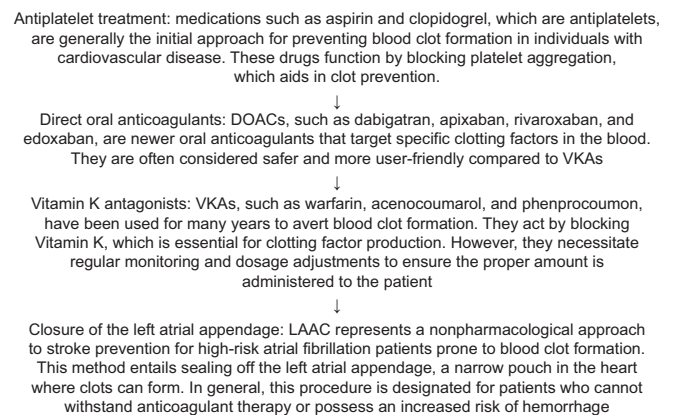 Antiplatelet treatment: medications such as aspirin and clopidogrel, which are antiplatelets,
are generally the initial approach for preventing blood clot formation in individuals with
cardiovascular disease. These drugs function by blocking platelet aggregation,
which aids in clot prevention.
↓
Direct oral anticoagulants: DOACs, such as dabigatran, apixaban, rivaroxaban, and
edoxaban, are newer oral anticoagulants that target specific clotting factors in the blood.
They are often considered safer and more user-friendly compared to VKAs
↓
Vitamin K antagonists: VKAs, such as warfarin, acenocoumarol, and phenprocoumon,
have been used for many years to avert blood clot formation. They act by blocking
Vitamin K, which is essential for clotting factor production. However, they necessitate
regular monitoring and dosage adjustments to ensure the proper amount is
administered to the patient
↓
Closure of the left atrial appendage: LAAC represents a nonpharmacological approach
to stroke prevention for high-risk atrial fibrillation patients prone to blood clot formation.
This method entails sealing off the left atrial appendage, a narrow pouch in the heart
where clots can form. In general, this procedure is designated for patients who cannot
withstand anticoagulant therapy or possess an increased risk of hemorrhage